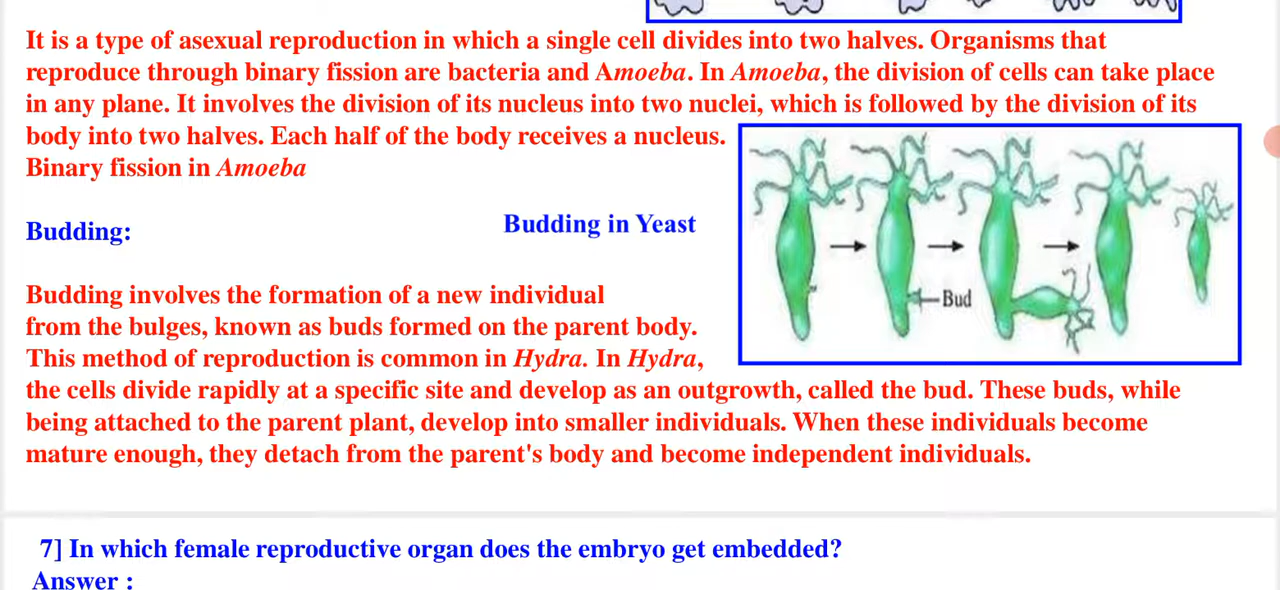 It is a type of asexual reproduction in which a single cell divides into two halves. Organisms that
reproduce through binary fission are bacteria and Amoeba. In Amoeba, the division of cells can take place
in any plane. It involves the division of its nucleus into two nuclei, which is followed by the division of its
body into two halves. Each half of the body receives a nucleus.
Binary fission in Amoeba
Budding:
Budding in Yeast
Bud
Budding involves the formation of a new individual
from the bulges, known as buds formed on the parent body.
This method of reproduction is common in Hydra. In Hydra,
the cells divide rapidly at a specific site and develop as an outgrowth, called the bud. These buds, while
being attached to the parent plant, develop into smaller individuals. When these individuals become
mature enough, they detach from the parent's body and become independent individuals.
7] In which female reproductive organ does the embryo get embedded?
Answer :